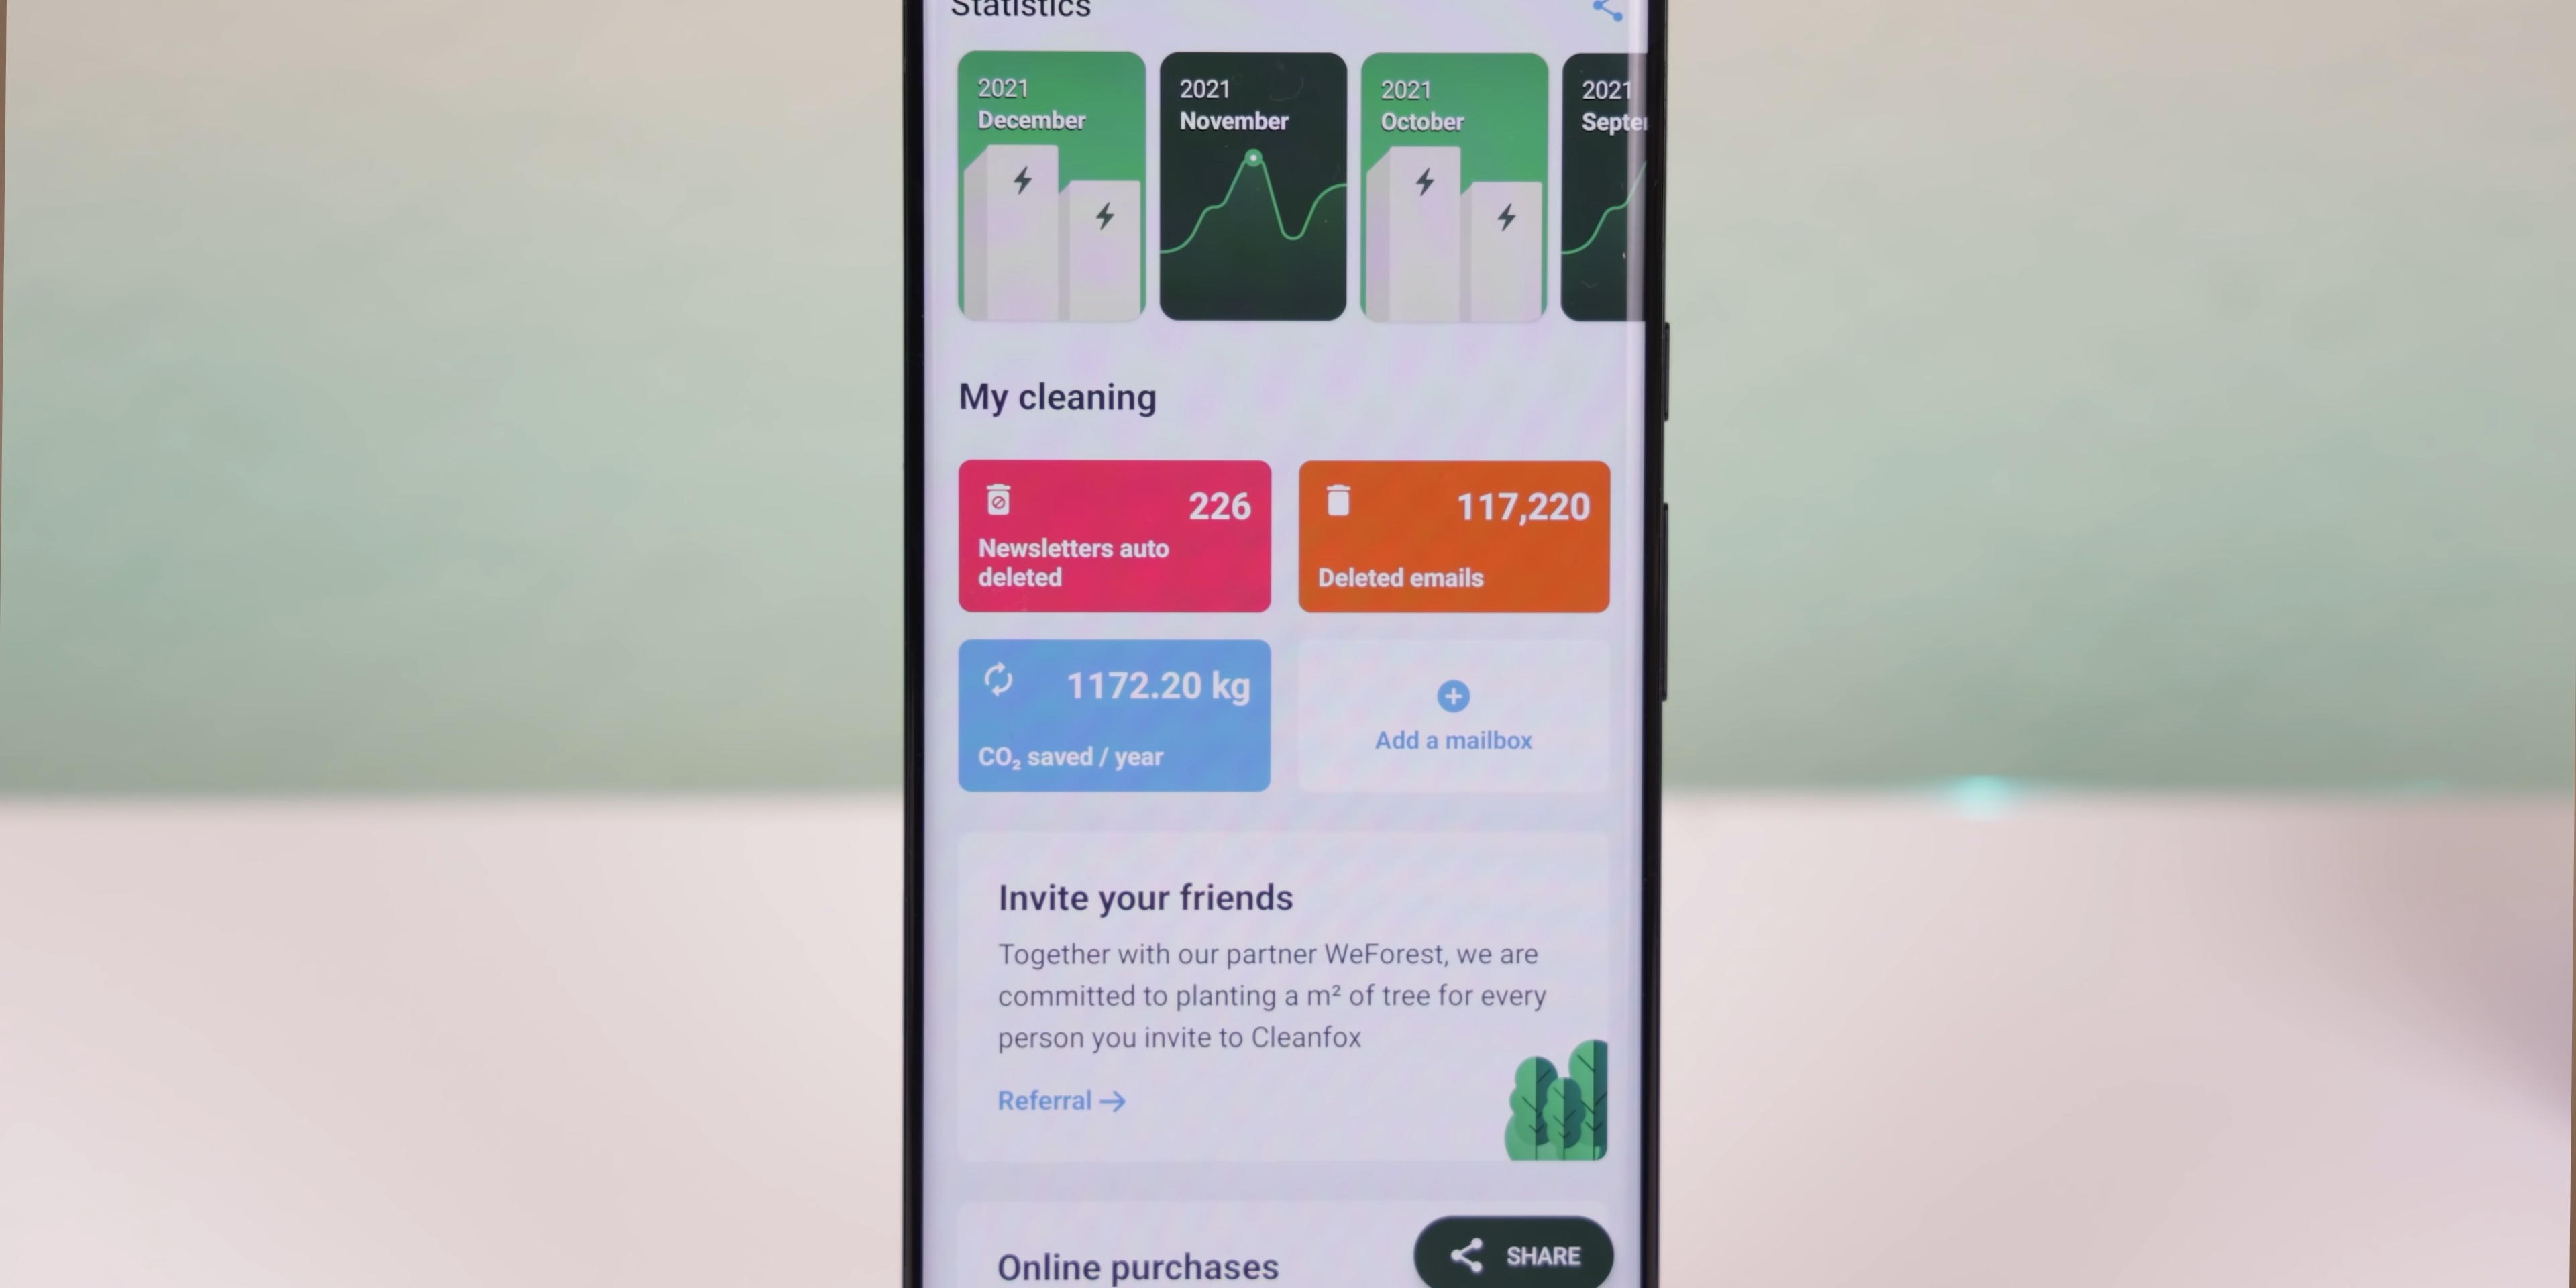 Statistics
2021
December
2021
November
2021
October
2021
My cleaning
226
Newsletters auto
deleted
117,220
Deleted emails
1172.20 kg
CO₂ saved / year
Add a mailbox
Invite your friends
Together with our partner WeForest, we are
committed to planting a m² of tree for every
person you invite to Cleanfox
Referral →
Online purchases
SHARE